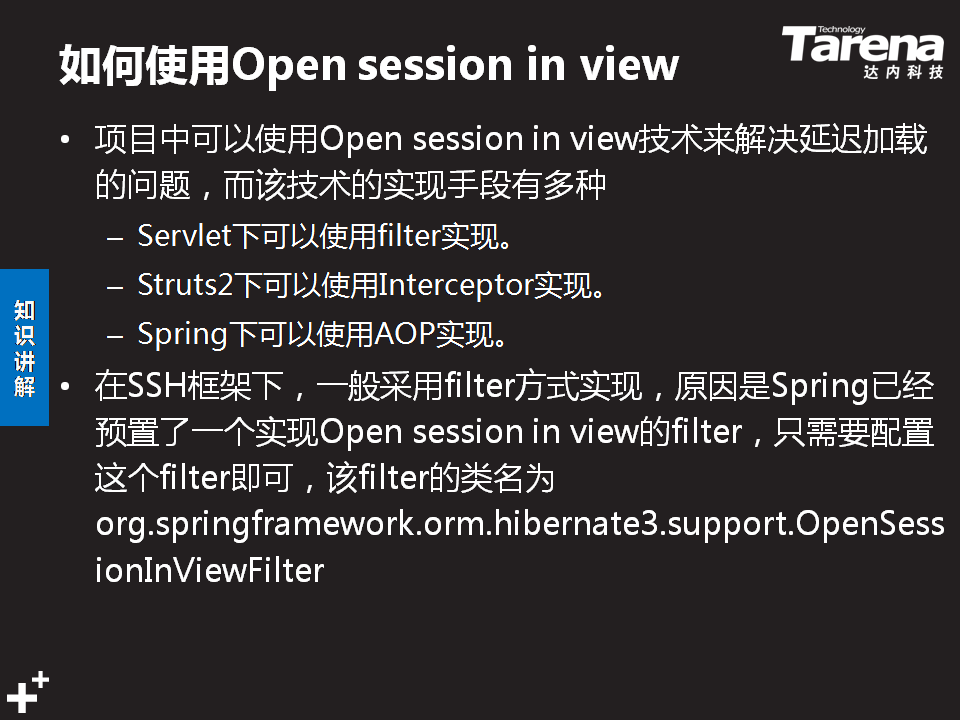 如何使用Open session in view
Technology
Tarena
达内科技
• 项目中可以使用Open session in view技术来解决延迟加载
的问题，而该技术的实现手段有多种
– Servlet下可以使用filter实现。
– Struts2下可以使用Interceptor实现。
– Spring下可以使用AOP实现。
知识讲解
• 在SSH框架下，一般采用filter方式实现，原因是Spring已经
预置了一个实现Open session in view的filter，只需要配置
这个filter即可，该filter的类名为
org.springframework.orm.hibernate3.support.OpenSess
ionInViewFilter